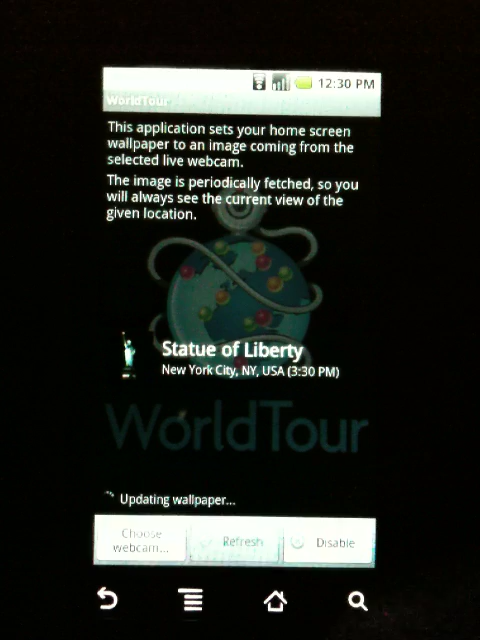 12:30 PM
WorldTour
This application sets your home screen
wallpaper to an image coming from the
selected live webcam.
The image is periodically fetched, so you
will always see the current view of the
given location.
Statue of Liberty
New York City, NY, USA (3:30 PM)
WorldTour
Updating wallpaper...
Choose
webcam...
Refresh
Disable